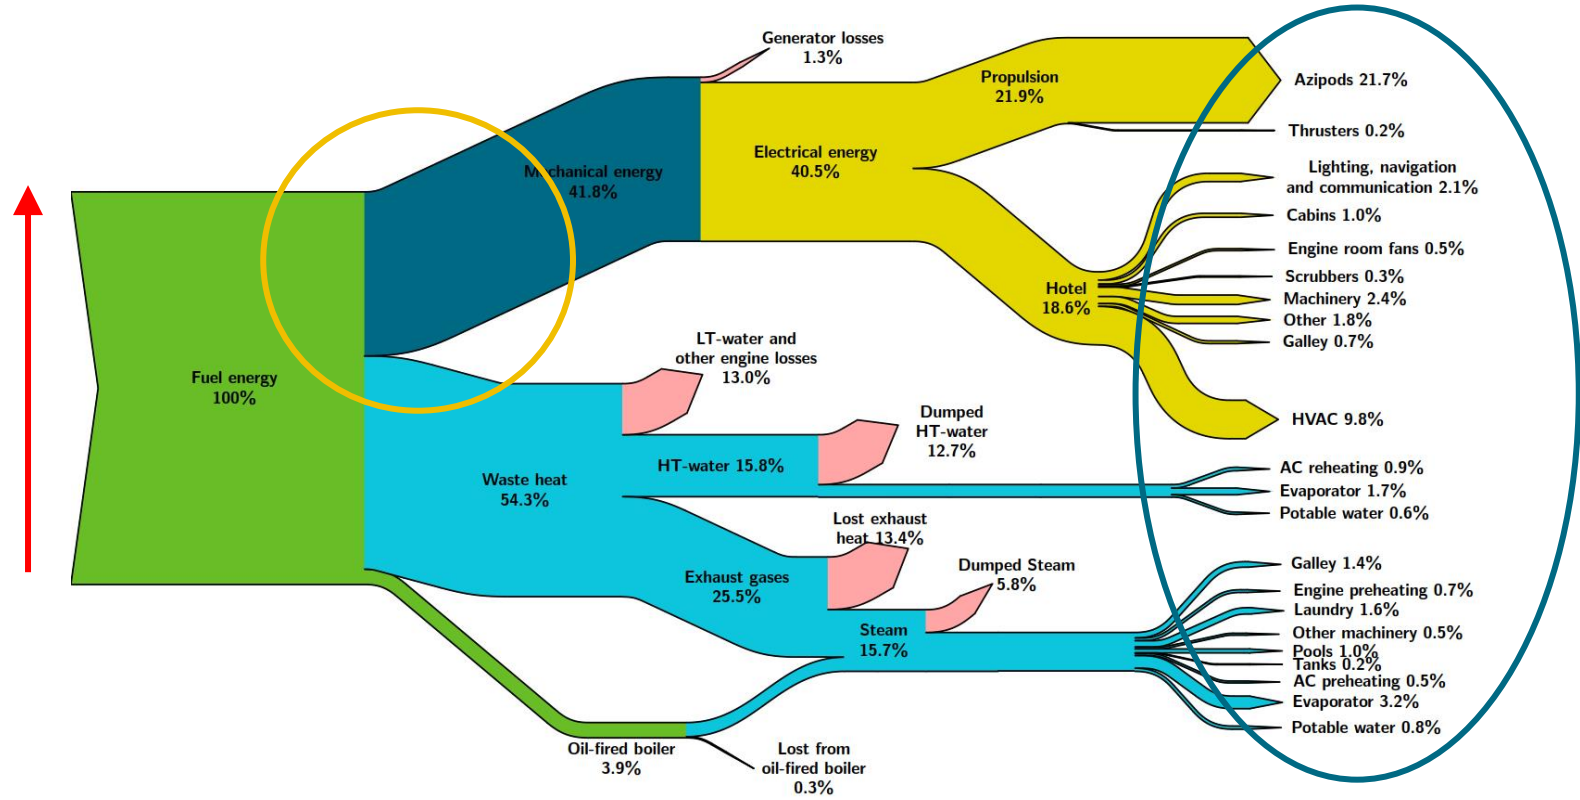 Generator losses
1.3%
Propulsion
21.9%
Azipods 21.7%
Thrusters 0.2%
Mechanical energy
41.8%
Electrical energy
40.5%
Lighting, navigation
and communication 2.1%
Cabins 1.0%
Engine room fans 0.5%
Scrubbers 0.3%
Hotel
18.6%
Machinery 2.4%
Other 1.8%
Galley 0.7%
Fuel energy
100%
LT-water and
other engine losses
13.0%
Dumped
HT-water
12.7%
HVAC 9.8%
Waste heat
54.3%
HT-water 15.8%
AC reheating 0.9%
Evaporator 1.7%
Potable water 0.6%
Lost exhaust
heat 13.4%
Exhaust gases
25.5%
Dumped Steam
5.8%
Steam
15.7%
Galley 1.4%
Engine preheating 0.7%
Laundry 1.6%
Other machinery 0.5%
Pools 1.0%
Tanks 0.2%
AC preheating 0.5%
Evaporator 3.2%
Potable water 0.8%
Oil-fired boiler
3.9%
Lost from
oil-fired boiler
0.3%